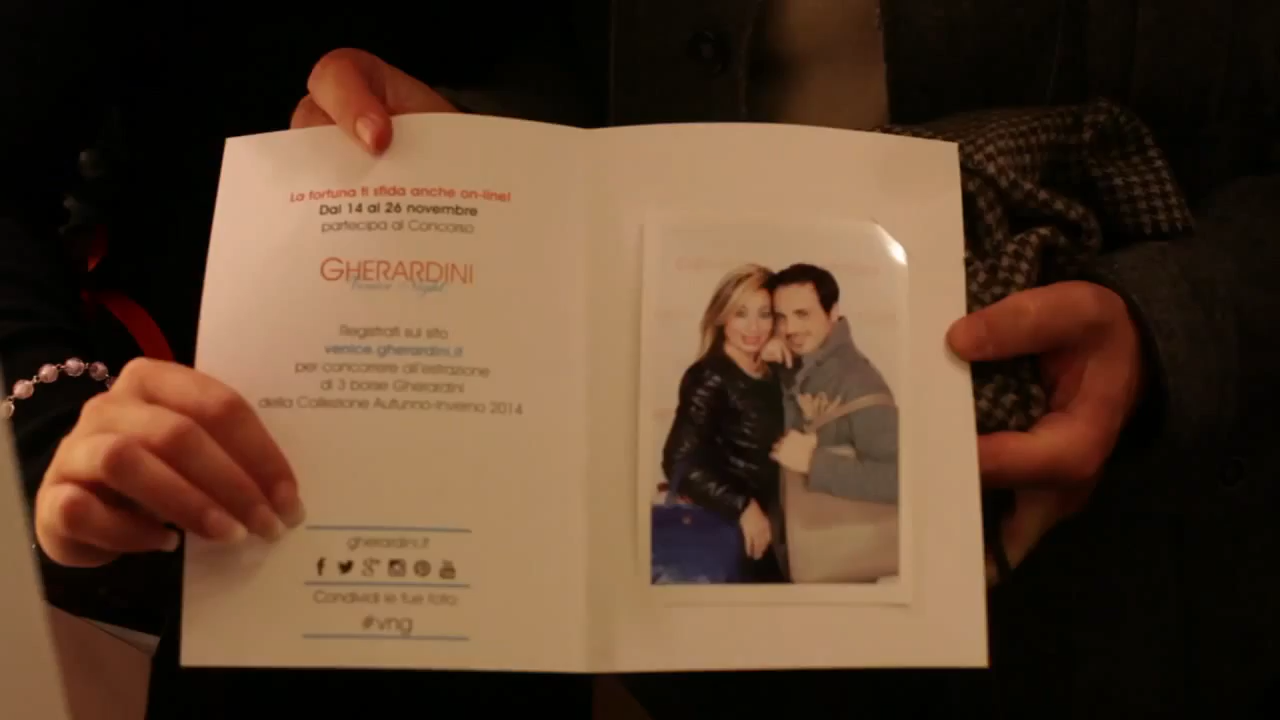 La fortuna ti sfida anche on-line!
Dal 14 al 26 novembre
partecipa al Concorso
GHERARDINI
Venice Night
Registrati sul sito
venice.gherardini.it
per concorrere all'estrazione
di 3 borse Gherardini
della Collezione Autunno-Inverno 2014
gherardini.it
Condividi le tue foto:
#vng